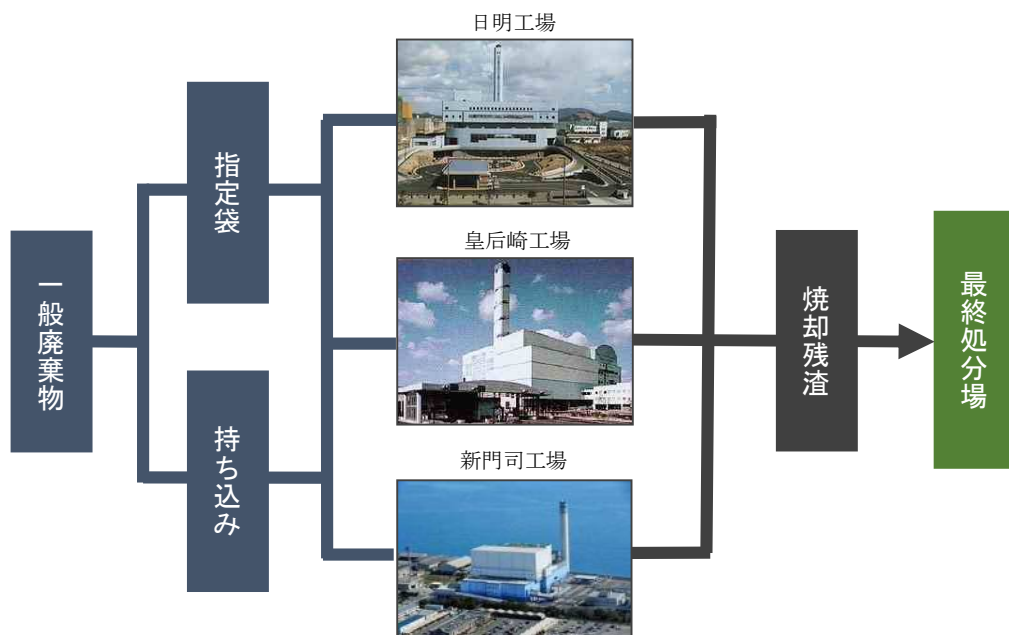 一般廃棄物
指定袋
持ち込み
日明工場
皇后崎工場
新門司工場
焼却残渣
最終処分場